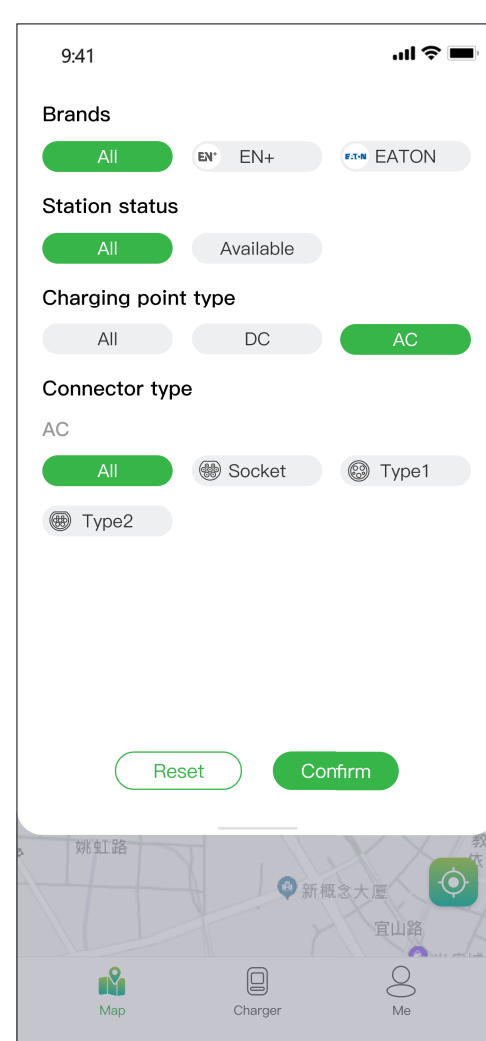 9:41
Brands
All
EN+ EN+
EATON EATON
Station status
All
Available
Charging point type
All
DC
AC
Connector type
AC
All
Socket
Type1
Type2
Reset
Confirm
姚虹路
新概念大厦
宜山路
Map
Charger
Me